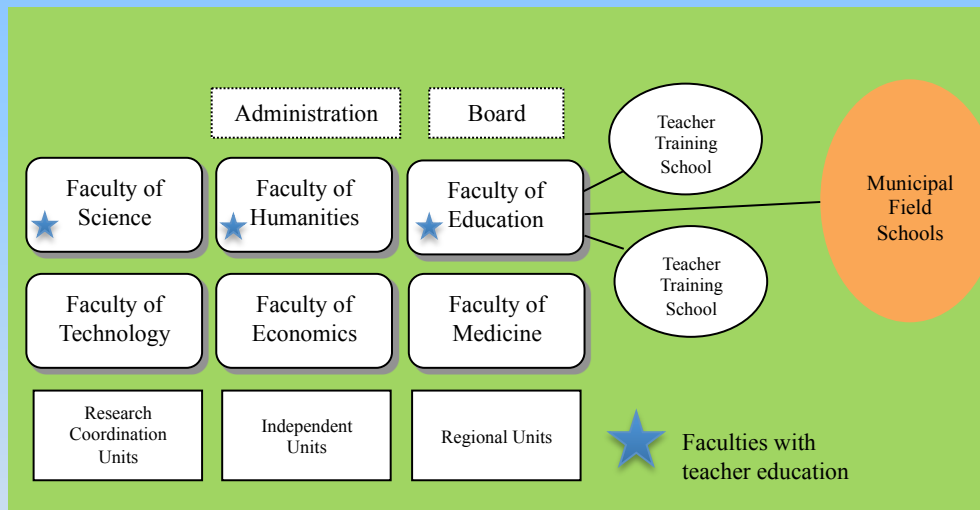 Administration
Board
Teacher
Training
School
Faculty of
Science
Faculty of
Humanities
Faculty of
Education
Municipal
Field
Schools
Teacher
Training
School
Faculty of
Technology
Faculty of
Economics
Faculty of
Medicine
Research
Coordination
Units
Independent
Units
Regional Units
Faculties with
teacher education